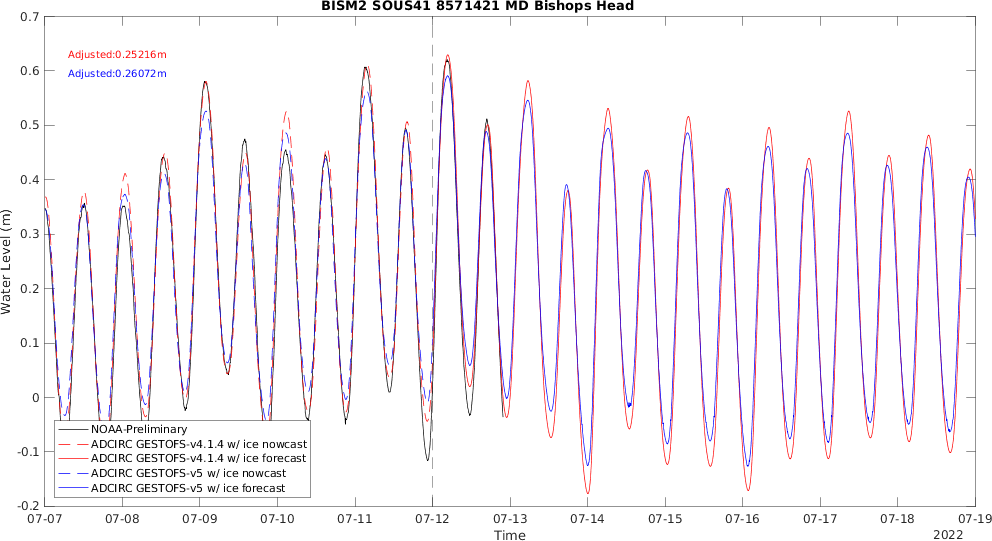 BISM2 SOUS41 8571421 MD Bishops Head
Adjusted:0.25216m
Adjusted:0.26072m
Water Level (m)
0.7
0.6
0.5
0.4
0.3
0.2
0.1
0
-0.1
-0.2
NOAA-Preliminary
ADCIRC GESTOFS-v4.1.4 w/ ice nowcast
ADCIRC GESTOFS-v4.1.4 w/ ice forecast
ADCIRC GESTOFS-v5 w/ ice nowcast
ADCIRC GESTOFS-v5 w/ ice forecast
07-07 07-08 07-09 07-10 07-11 07-12 07-13 07-14 07-15 07-16 07-17 07-18 07-19
Time
2022